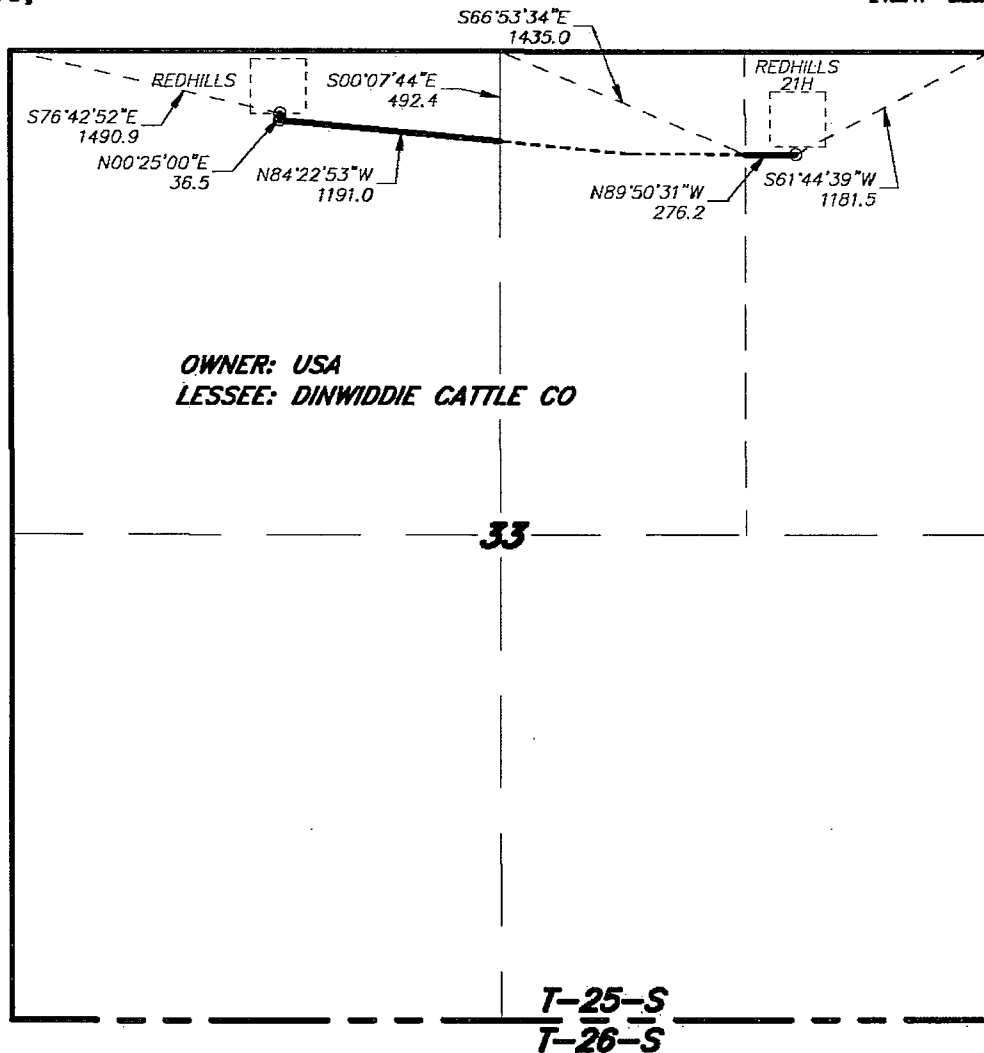 S66°53'34"E
1435.0
REDHILLS
S00°07'44"E
492.4
REDHILLS
21H
S76°42'52"E
1490.9
N00°25'00"E
36.5
N84°22'53"W
1191.0
N89°50'31"W
276.2
S61°44'39"W
1181.5
OWNER: USA
LESSEE: DINWIDDIE CATTLE CO
33
T-25-S
T-26-S